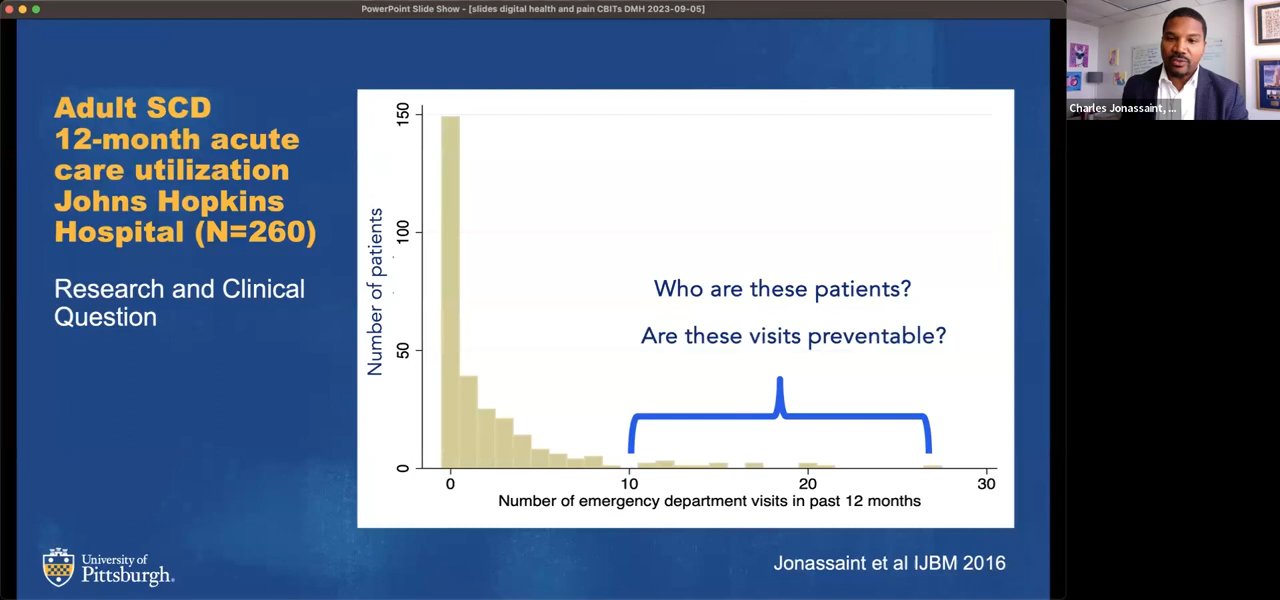 PowerPoint Slide Show - [slides digital health and pain CBITs DMH 2023-09-05]
Charles Jonassaint, ...
Adult SCD
12-month acute
care utilization
Johns Hopkins
Hospital (N=260)
Research and Clinical
Question
Number of patients
150
100
50
0
Who are these patients?
Are these visits preventable?
0
10
20
30
Number of emergency department visits in past 12 months
University of
Pittsburgh.
Jonassaint et al IJBM 2016